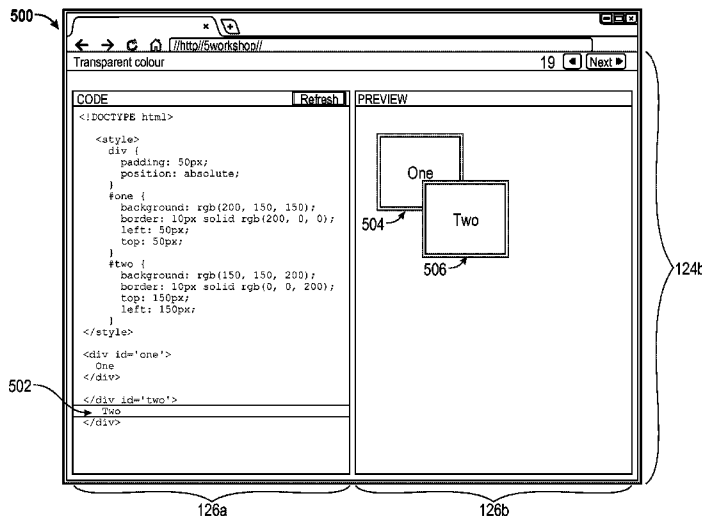 500
//http//5workshop//
Transparent colour 19 Next
CODE Refresh PREVIEW
<!DOCTYPE html>
<style>
div {
padding: 50px;
position: absolute;
}
#one {
background: rgb(200, 150, 150);
border: 10px solid rgb(200, 0, 0);
left: 50px;
top: 50px;
}
#two {
background: rgb(150, 150, 200);
border: 10px solid rgb(0, 0, 200);
top: 150px;
left: 150px;
}
</style>
<div id='one'>
One
</div>
</div id='two'>
Two
</div>
One
504
Two
506
502
124b
126a 126b